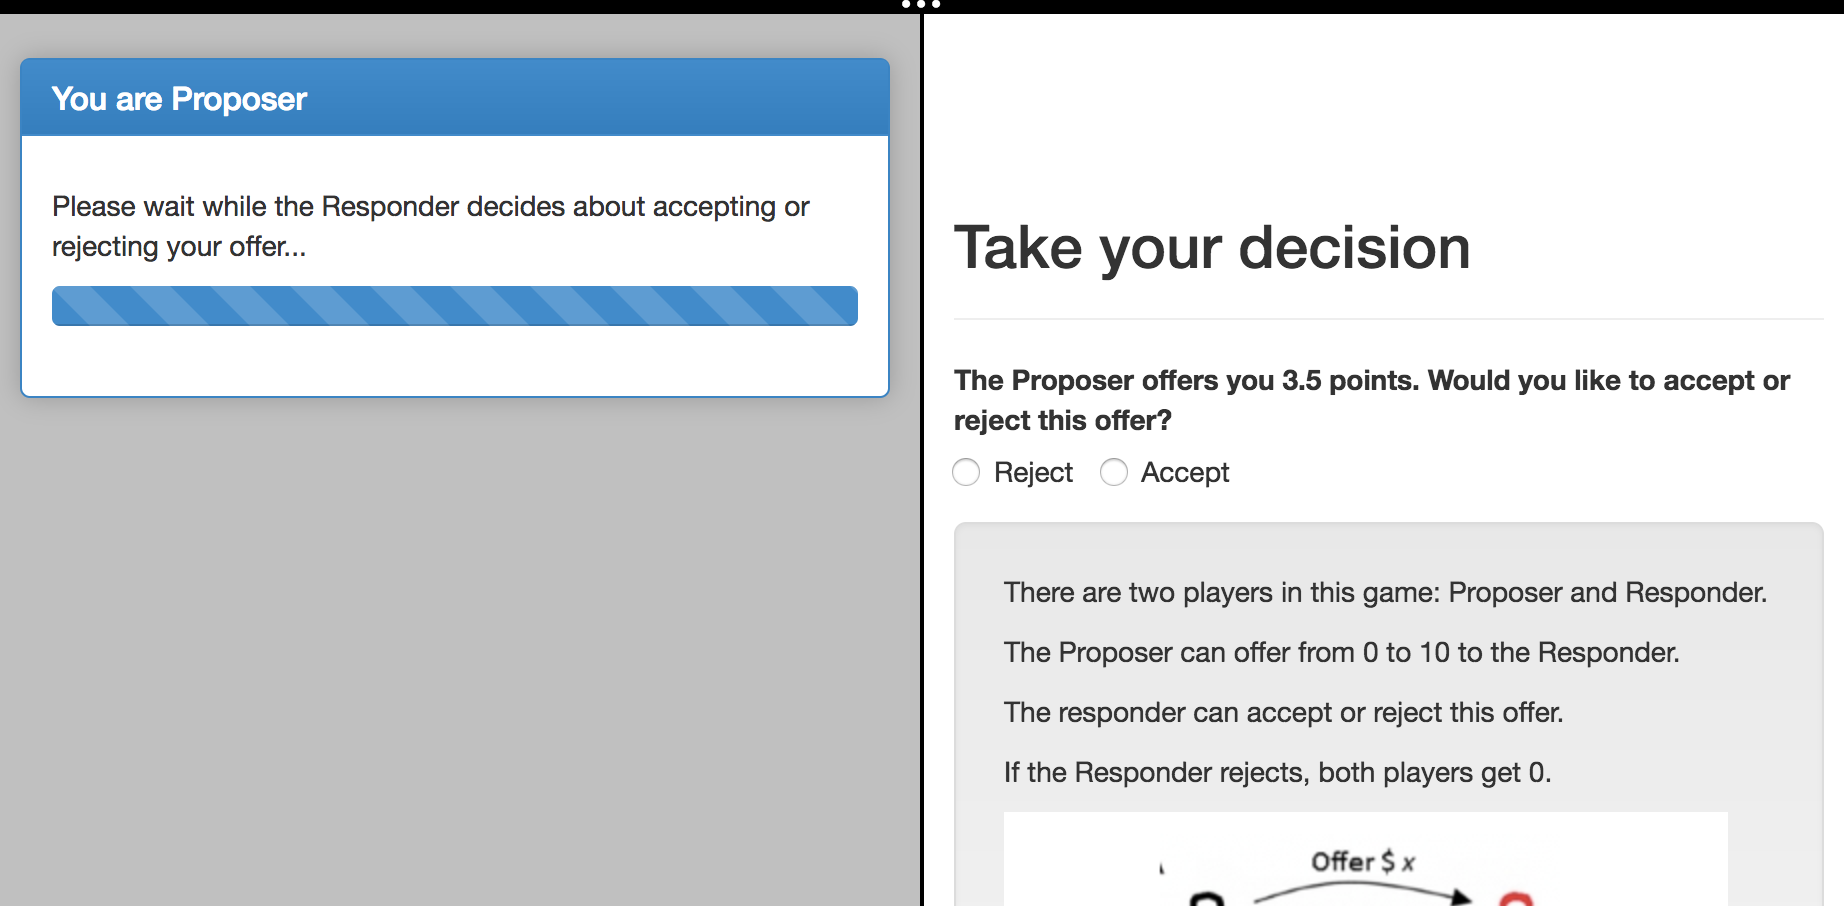 You are Proposer
Please wait while the Responder decides about accepting or
rejecting your offer...
Take your decision
The Proposer offers you 3.5 points. Would you like to accept or
reject this offer?
Reject Accept
There are two players in this game: Proposer and Responder.
The Proposer can offer from 0 to 10 to the Responder.
The responder can accept or reject this offer.
If the Responder rejects, both players get 0.
Offer $ x